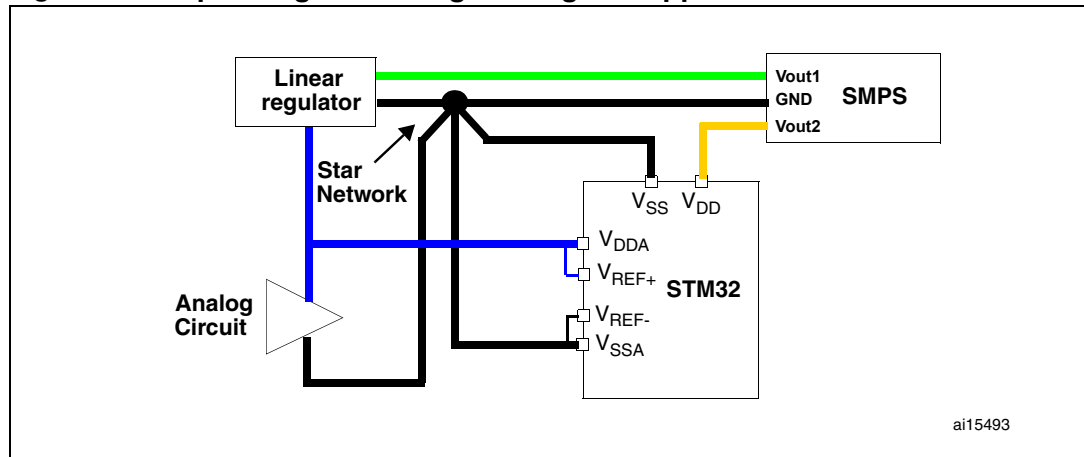 Linear
regulator
Vout1
GND
Vout2
SMPS
Star
Network
VSS VDD
VDDA
VREF+
STM32
VREF-
VSSA
Analog
Circuit
ai15493